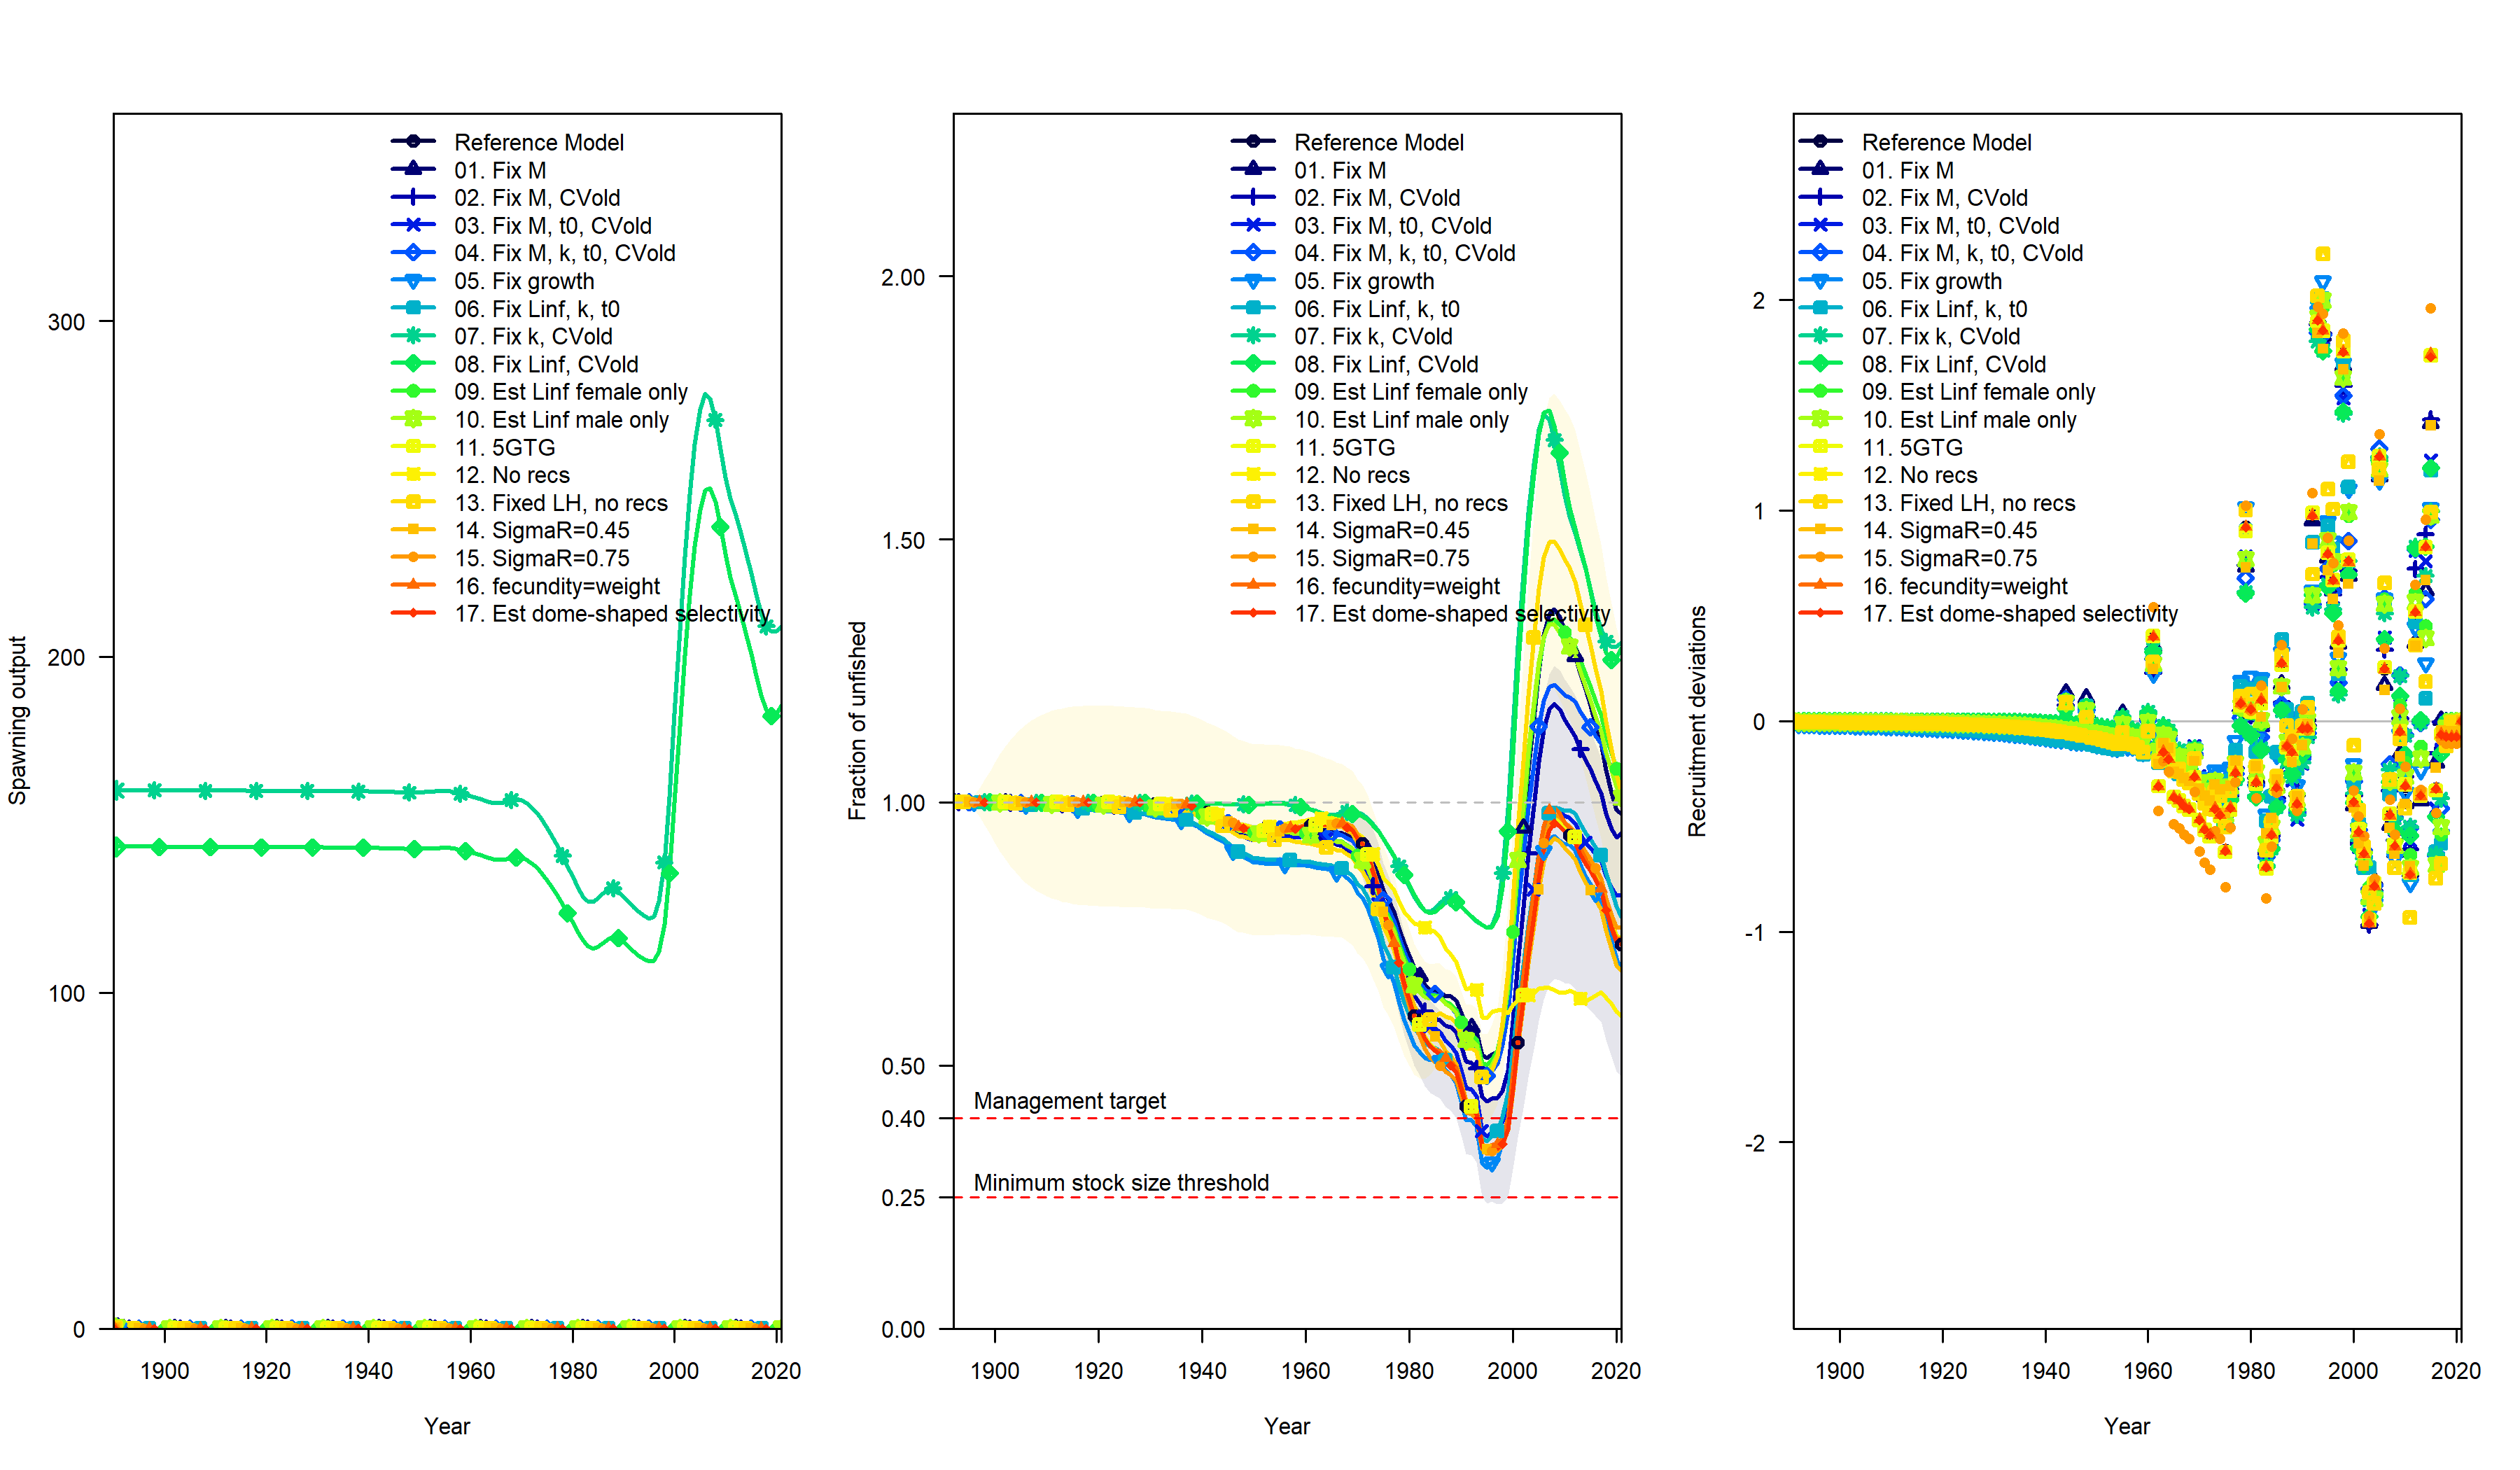 Reference Model
01. Fix M
02. Fix M, CVold
03. Fix M, t0, CVold
04. Fix M, k, t0, CVold
05. Fix growth
06. Fix Linf, k, t0
07. Fix k, CVold
08. Fix Linf, CVold
09. Est Linf female only
10. Est Linf male only
11. 5GTG
12. No recs
13. Fixed LH, no recs
14. SigmaR=0.45
15. SigmaR=0.75
16. fecundity=weight
17. Est dome-shaped selectivity
Spawning output
300
200
100
0
1900 1920 1940 1960 1980 2000 2020
Year
Reference Model
01. Fix M
02. Fix M, CVold
03. Fix M, t0, CVold
04. Fix M, k, t0, CVold
05. Fix growth
06. Fix Linf, k, t0
07. Fix k, CVold
08. Fix Linf, CVold
09. Est Linf female only
10. Est Linf male only
11. 5GTG
12. No recs
13. Fixed LH, no recs
14. SigmaR=0.45
15. SigmaR=0.75
16. fecundity=weight
17. Est dome-shaped selectivity
Fraction of unfished
2.00
1.50
1.00
0.50
0.40
0.25
0.00
Management target
Minimum stock size threshold
1900 1920 1940 1960 1980 2000 2020
Year
Reference Model
01. Fix M
02. Fix M, CVold
03. Fix M, t0, CVold
04. Fix M, k, t0, CVold
05. Fix growth
06. Fix Linf, k, t0
07. Fix k, CVold
08. Fix Linf, CVold
09. Est Linf female only
10. Est Linf male only
11. 5GTG
12. No recs
13. Fixed LH, no recs
14. SigmaR=0.45
15. SigmaR=0.75
16. fecundity=weight
17. Est dome-shaped selectivity
Recruitment deviations
2
1
0
-1
-2
1900 1920 1940 1960 1980 2000 2020
Year